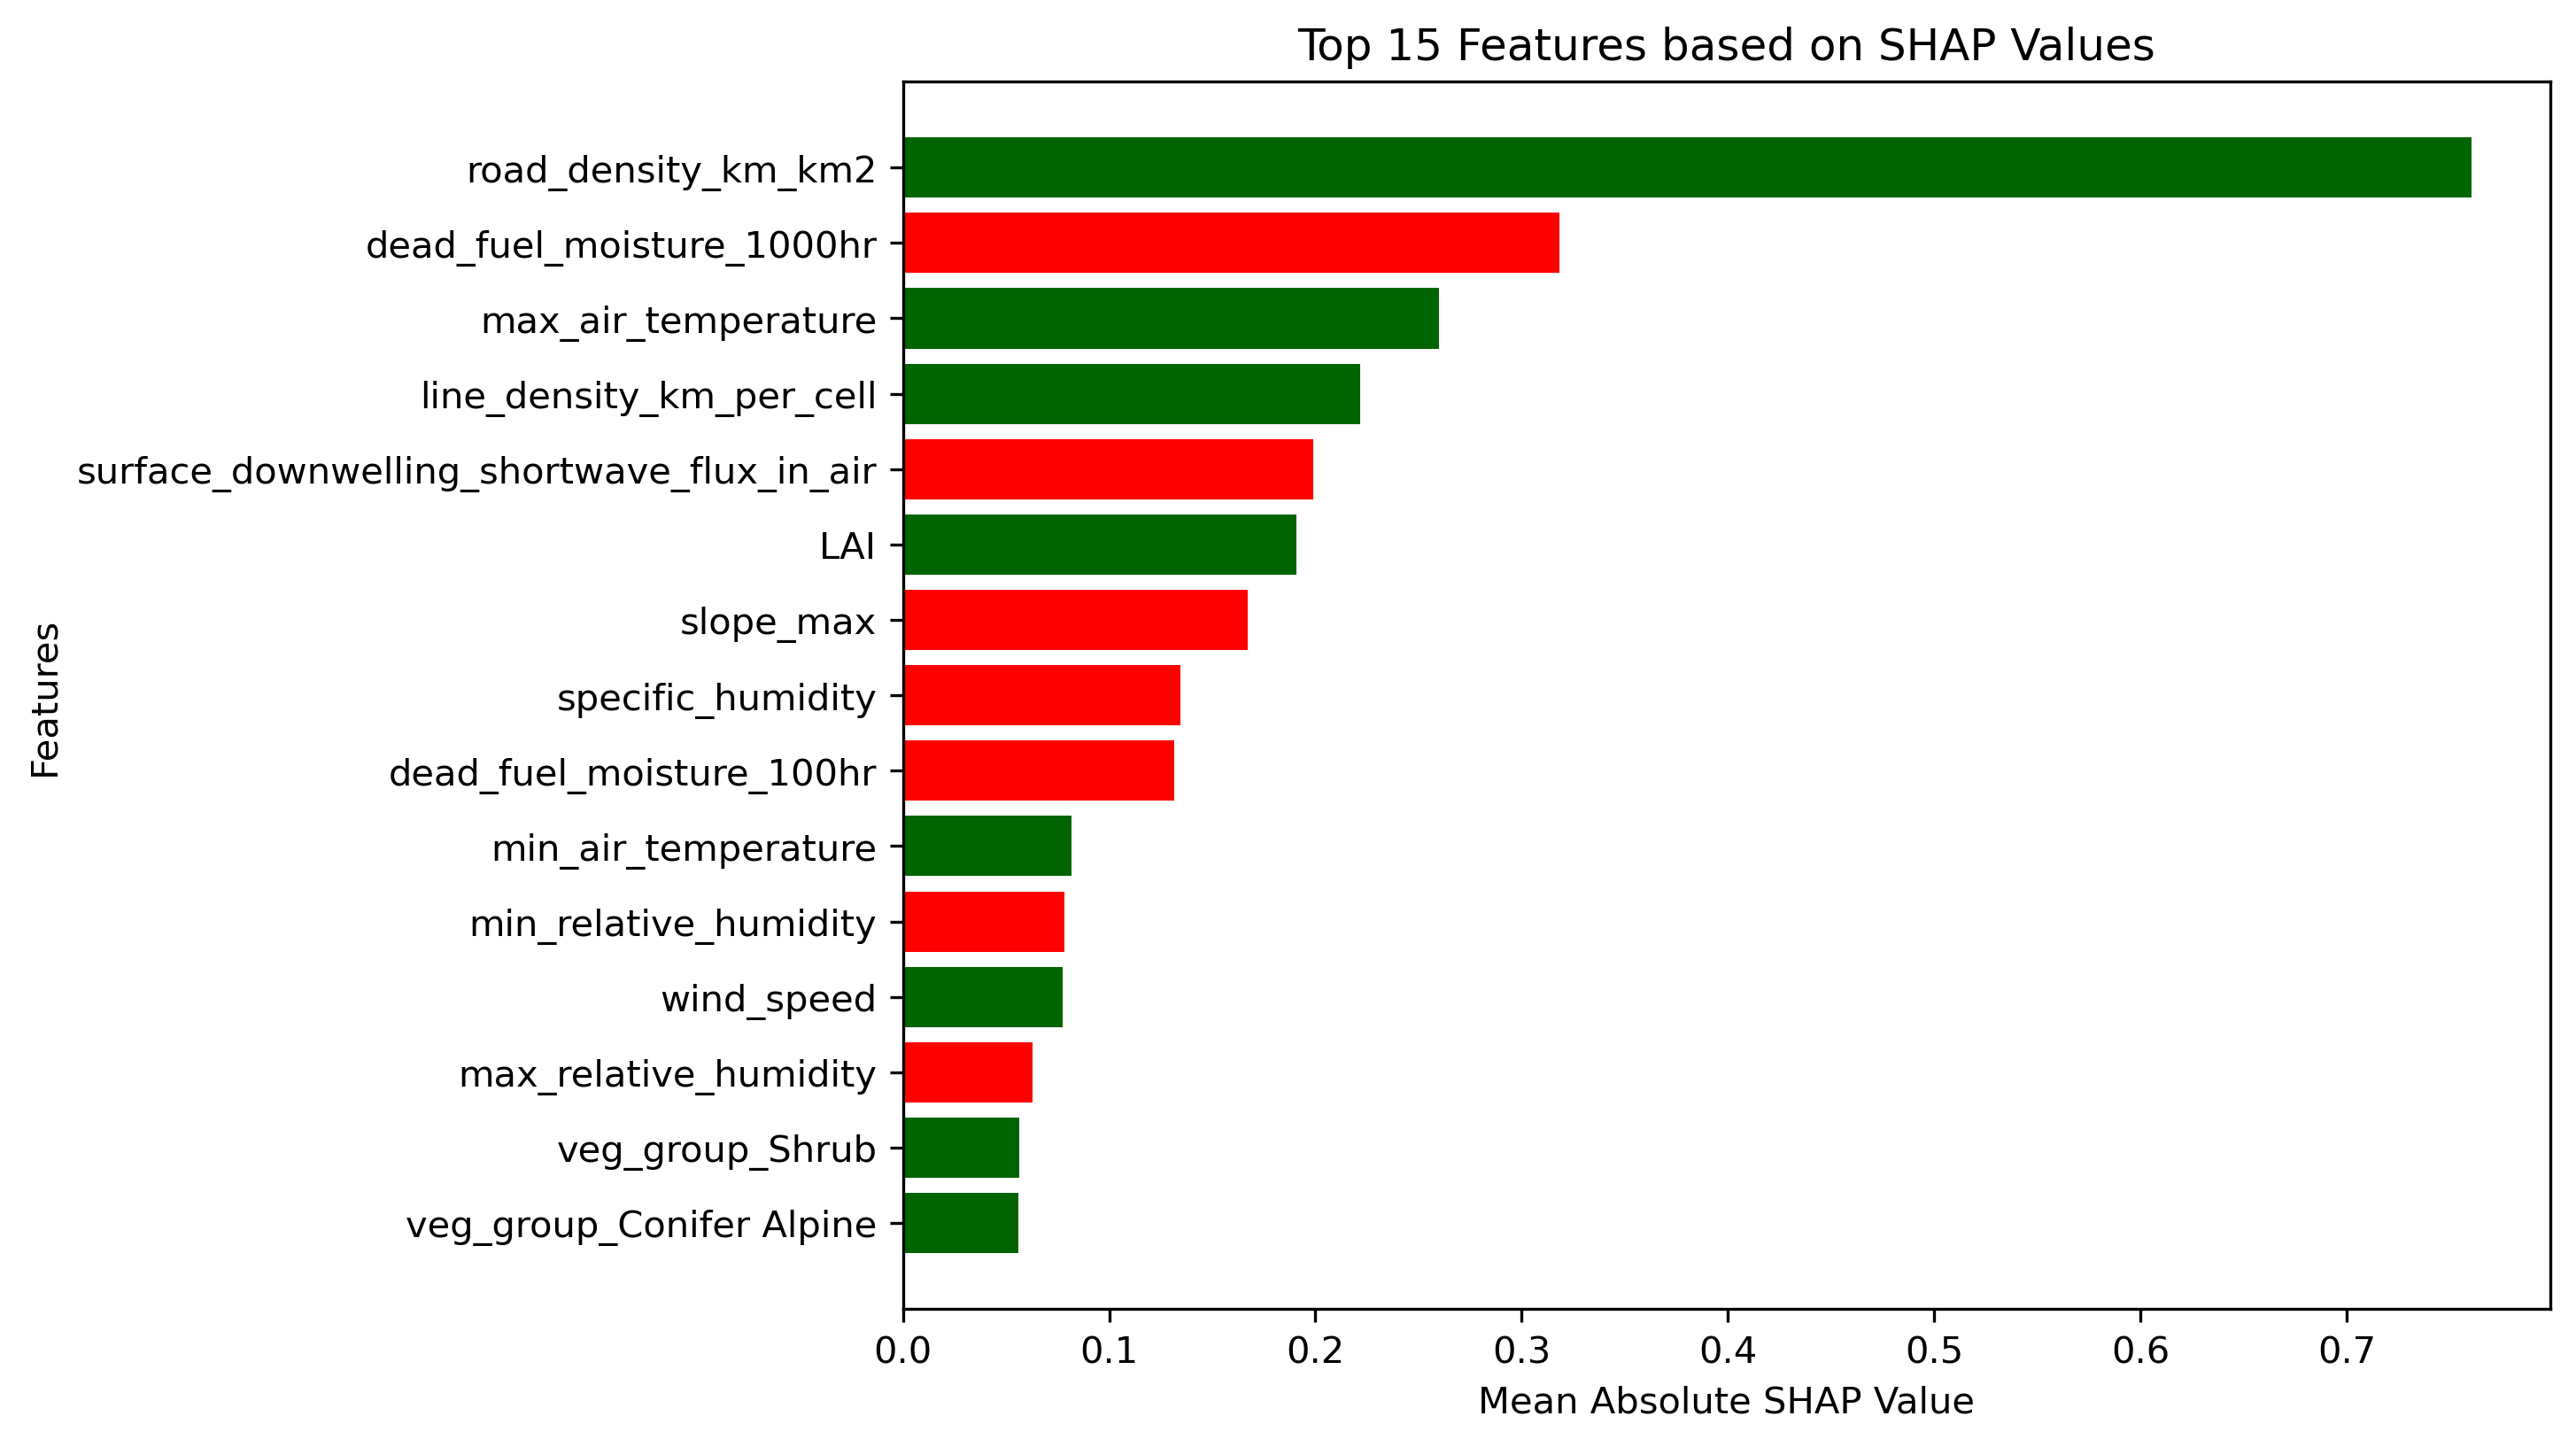 Top 15 Features based on SHAP Values
Features
road_density_km_km2
dead_fuel_moisture_1000hr
max_air_temperature
line_density_km_per_cell
surface_downwelling_shortwave_flux_in_air
LAI
slope_max
specific_humidity
dead_fuel_moisture_100hr
min_air_temperature
min_relative_humidity
wind_speed
max_relative_humidity
veg_group_Shrub
veg_group_Conifer Alpine
0.0 0.1 0.2 0.3 0.4 0.5 0.6 0.7
Mean Absolute SHAP Value